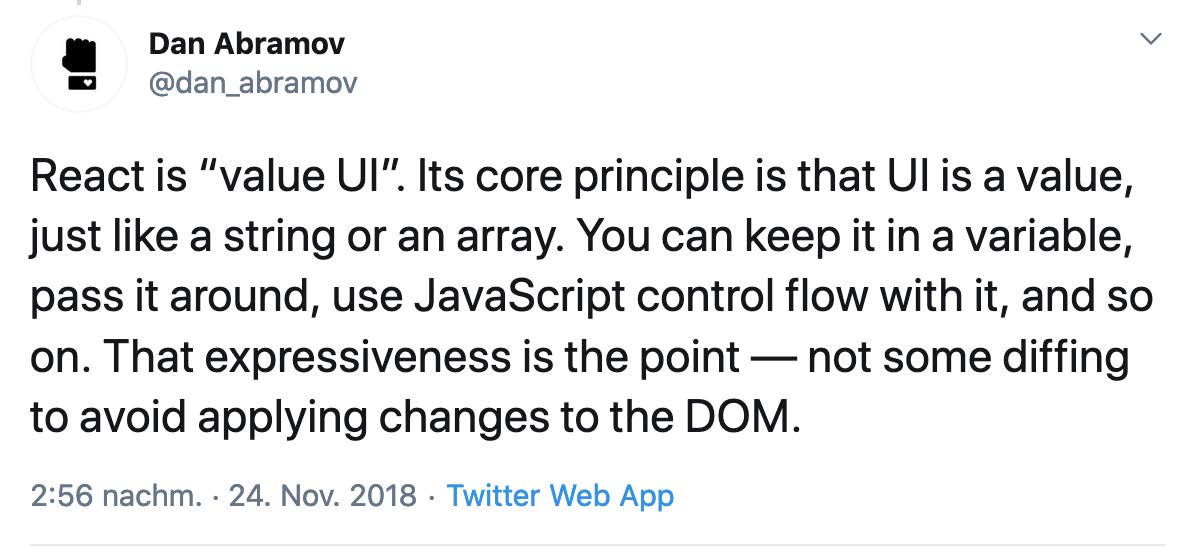 Dan Abramov
@dan_abramov
React is “value UI”. Its core principle is that UI is a value,
just like a string or an array. You can keep it in a variable,
pass it around, use JavaScript control flow with it, and so
on. That expressiveness is the point — not some diffing
to avoid applying changes to the DOM.
2:56 nachm. · 24. Nov. 2018 · Twitter Web App